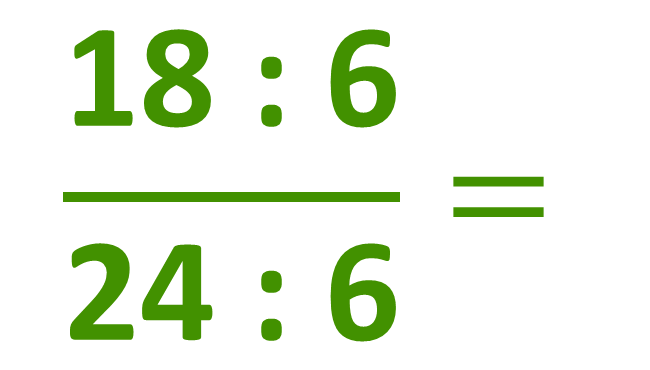 18 : 6
=
24 : 6